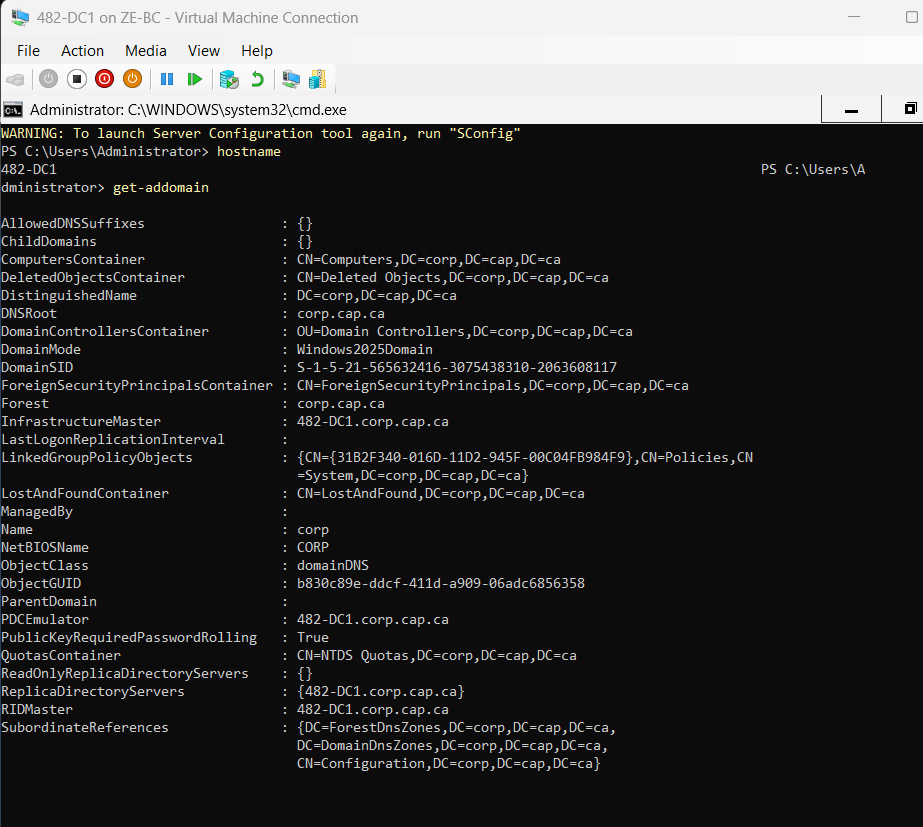 482-DC1 on ZE-BC - Virtual Machine Connection
File Action Media View Help
Administrator: C:\WINDOWS\system32\cmd.exe
WARNING: To launch Server Configuration tool again, run "SConfig"
PS C:\Users\Administrator> hostname
482-DC1 PS C:\Users\A
dministrator> get-addomain
AllowedDNSSuffixes : {}
ChildDomains : {}
ComputersContainer : CN=Computers,DC=corp,DC=cap,DC=ca
DeletedObjectsContainer : CN=Deleted Objects,DC=corp,DC=cap,DC=ca
DistinguishedName : DC=corp,DC=cap,DC=ca
DNSRoot : corp.cap.ca
DomainControllersContainer : OU=Domain Controllers,DC=corp,DC=cap,DC=ca
DomainMode : Windows2025Domain
DomainSID : S-1-5-21-565632416-3075438310-2063608117
ForeignSecurityPrincipalsContainer : CN=ForeignSecurityPrincipals,DC=corp,DC=cap,DC=ca
Forest : corp.cap.ca
InfrastructureMaster : 482-DC1.corp.cap.ca
LastLogonReplicationInterval :
LinkedGroupPolicyObjects : {CN={31B2F340-016D-11D2-945F-00C04FB984F9},CN=Policies,CN
=System,DC=corp,DC=cap,DC=ca}
LostAndFoundContainer : CN=LostAndFound,DC=corp,DC=cap,DC=ca
ManagedBy :
Name : corp
NetBIOSName : CORP
ObjectClass : domainDNS
ObjectGUID : b830c89e-ddcf-411d-a909-06adc6856358
ParentDomain :
PDCEmulator : 482-DC1.corp.cap.ca
PublicKeyRequiredPasswordRolling : True
QuotasContainer : CN=NTDS Quotas,DC=corp,DC=cap,DC=ca
ReadOnlyReplicaDirectoryServers : {}
ReplicaDirectoryServers : {482-DC1.corp.cap.ca}
RIDMaster : 482-DC1.corp.cap.ca
SubordinateReferences : {DC=ForestDnsZones,DC=corp,DC=cap,DC=ca,
DC=DomainDnsZones,DC=corp,DC=cap,DC=ca,
CN=Configuration,DC=corp,DC=cap,DC=ca}